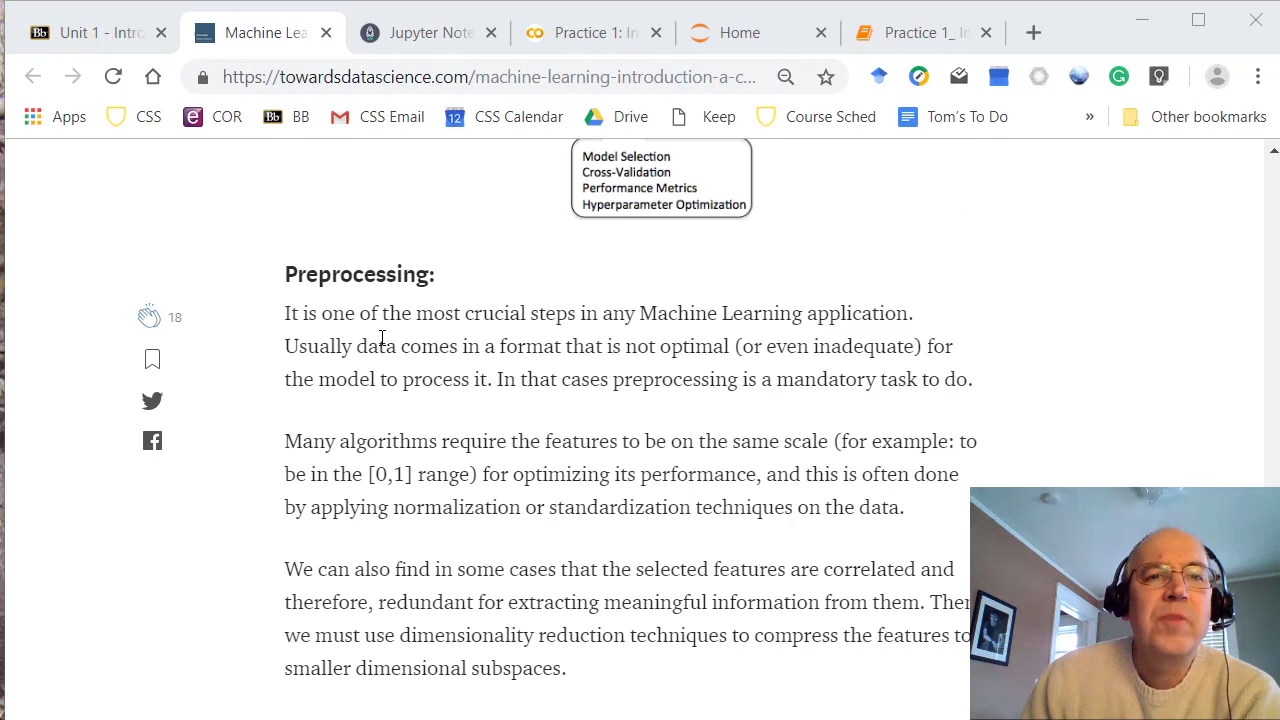 Unit 1 - Intro
Machine Lea
Jupyter Note
Practice 1: In
Home
Practice 1_ In
https://towardsdatascience.com/machine-learning-introduction-a-c...
Apps
CSS
COR
Bb BB
CSS Email
12 CSS Calendar
Drive
Keep
Course Sched
Tom's To Do
»
Other bookmarks
Model Selection
Cross-Validation
Performance Metrics
Hyperparameter Optimization
Preprocessing:
It is one of the most crucial steps in any Machine Learning application.
Usually data comes in a format that is not optimal (or even inadequate) for
the model to process it. In that cases preprocessing is a mandatory task to do.
18
Many algorithms require the features to be on the same scale (for example: to
be in the [0,1] range) for optimizing its performance, and this is often done
by applying normalization or standardization techniques on the data.
We can also find in some cases that the selected features are correlated and
therefore, redundant for extracting meaningful information from them. Then
we must use dimensionality reduction techniques to compress the features to
smaller dimensional subspaces.